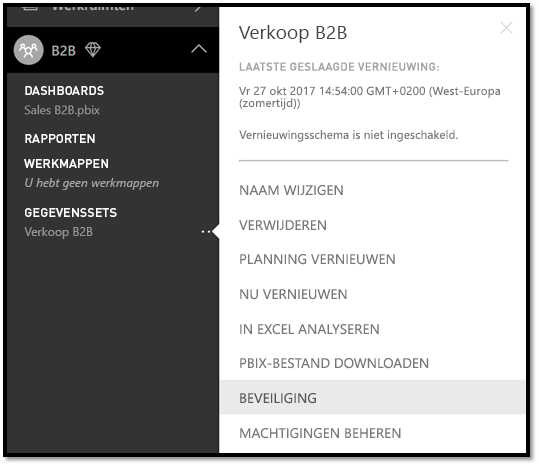 Werkruimten
B2B
DASHBOARDS
Sales B2B.pbix
RAPPORTEN
WERKMAPPEN
U hebt geen werkmappen
GEGEVENSSETS
Verkoop B2B
Verkoop B2B
LAATSTE GESLAAGDE VERNIEUWING:
Vr 27 okt 2017 14:54:00 GMT+0200 (West-Europa
(zomertijd))
Vernieuwingsschema is niet ingeschakeld.
NAAM WIJZIGEN
VERWIJDEREN
PLANNING VERNIEUWEN
NU VERNIEUWEN
IN EXCEL ANALYSEREN
PBIX-BESTAND DOWNLOADEN
BEVEILIGING
MACHTIGINGEN BEHEREN